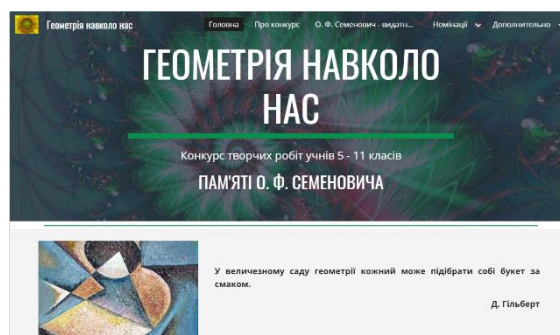 Геометрія навколо нас
Головна Про конкурс О. Ф. Семенович - видатн... Номінації Дополнительно
ГЕОМЕТРІЯ НАВКОЛО
НАС
Конкурс творчих робіт учнів 5 - 11 класів
ПАМ'ЯТІ О. Ф. СЕМЕНОВИЧА
У величезному саду геометрії кожний може підібрати собі букет за
смаком.
Д. Гільберт